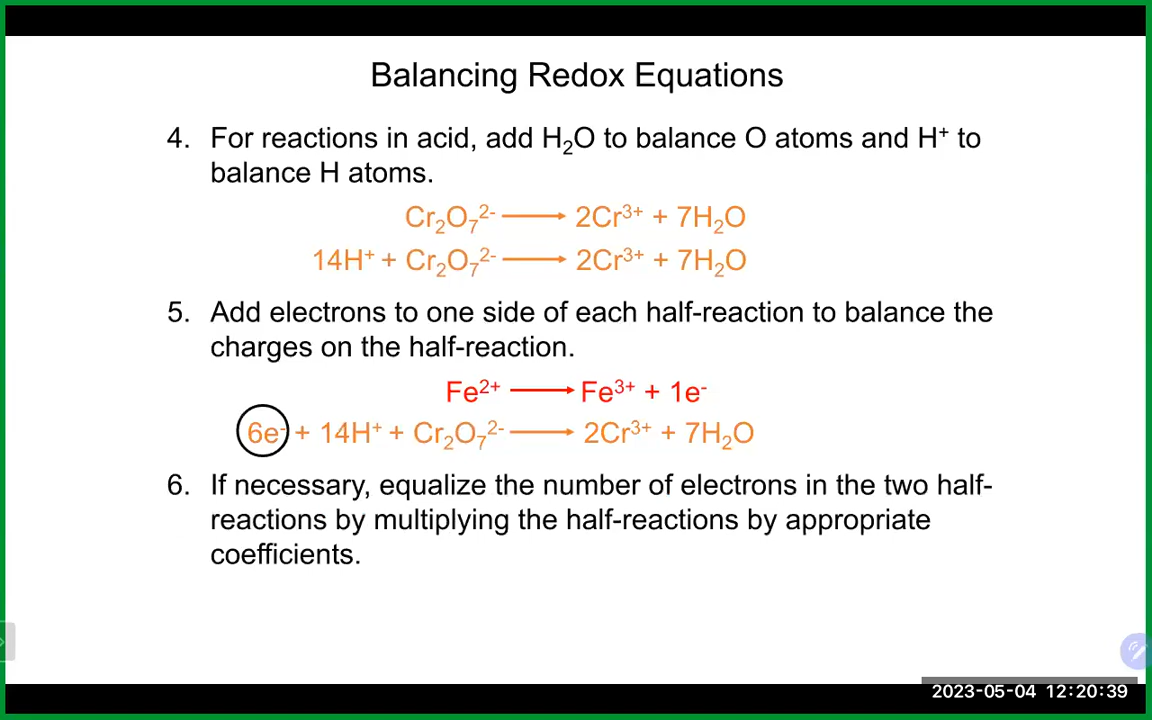 Balancing Redox Equations
4. For reactions in acid, add H₂O to balance O atoms and H⁺ to
balance H atoms.
Cr₂O₇²⁻ ⟶ 2Cr³⁺ + 7H₂O
14H⁺ + Cr₂O₇²⁻ ⟶ 2Cr³⁺ + 7H₂O
5. Add electrons to one side of each half-reaction to balance the
charges on the half-reaction.
Fe²⁺ ⟶ Fe³⁺ + 1e⁻
6e⁻ + 14H⁺ + Cr₂O₇²⁻ ⟶ 2Cr³⁺ + 7H₂O
6. If necessary, equalize the number of electrons in the two half-
reactions by multiplying the half-reactions by appropriate
coefficients.
2023-05-04 12:20:39